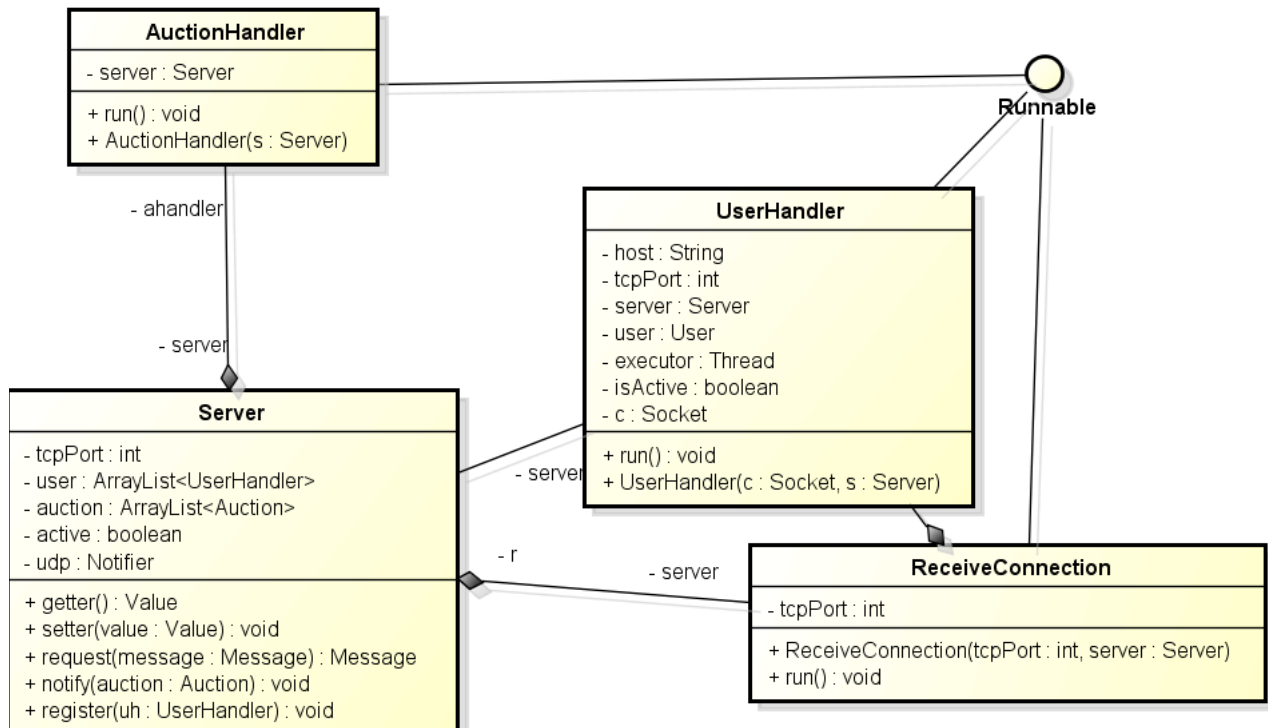 AuctionHandler
- server : Server
+ run() : void
+ AuctionHandler(s : Server)
Runnable
- ahandler
- server
UserHandler
- host : String
- tcpPort : int
- server : Server
- user : User
- executor : Thread
- isActive : boolean
- c : Socket
+ run() : void
+ UserHandler(c : Socket, s : Server)
- server
Server
- tcpPort : int
- user : ArrayList<UserHandler>
- auction : ArrayList<Auction>
- active : boolean
- udp : Notifier
+ getter() : Value
+ setter(value : Value) : void
+ request(message : Message) : Message
+ notify(auction : Auction) : void
+ register(uh : UserHandler) : void
- r
- server
ReceiveConnection
- tcpPort : int
+ ReceiveConnection(tcpPort : int, server : Server)
+ run() : void